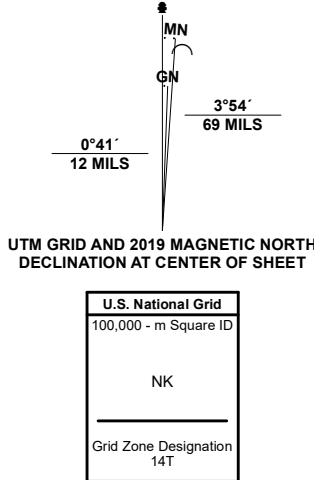 MN
GN
3°54´
69 MILS
0°41´
12 MILS
UTM GRID AND 2019 MAGNETIC NORTH
DECLINATION AT CENTER OF SHEET
U.S. National Grid
100,000 - m Square ID
NK
Grid Zone Designation
14T